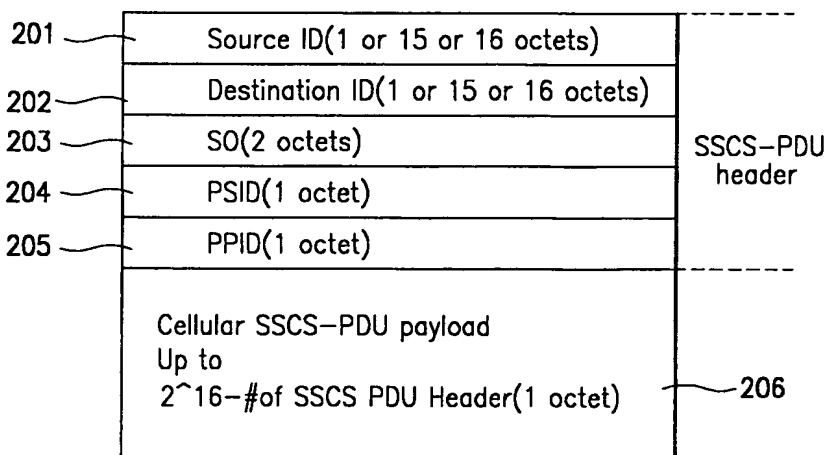 201
Source ID(1 or 15 or 16 octets)
202
Destination ID(1 or 15 or 16 octets)
203
SO(2 octets)
SSCS-PDU
header
204
PSID(1 octet)
205
PPID(1 octet)
Cellular SSCS-PDU payload
Up to
2^16-#of SSCS PDU Header(1 octet)
206